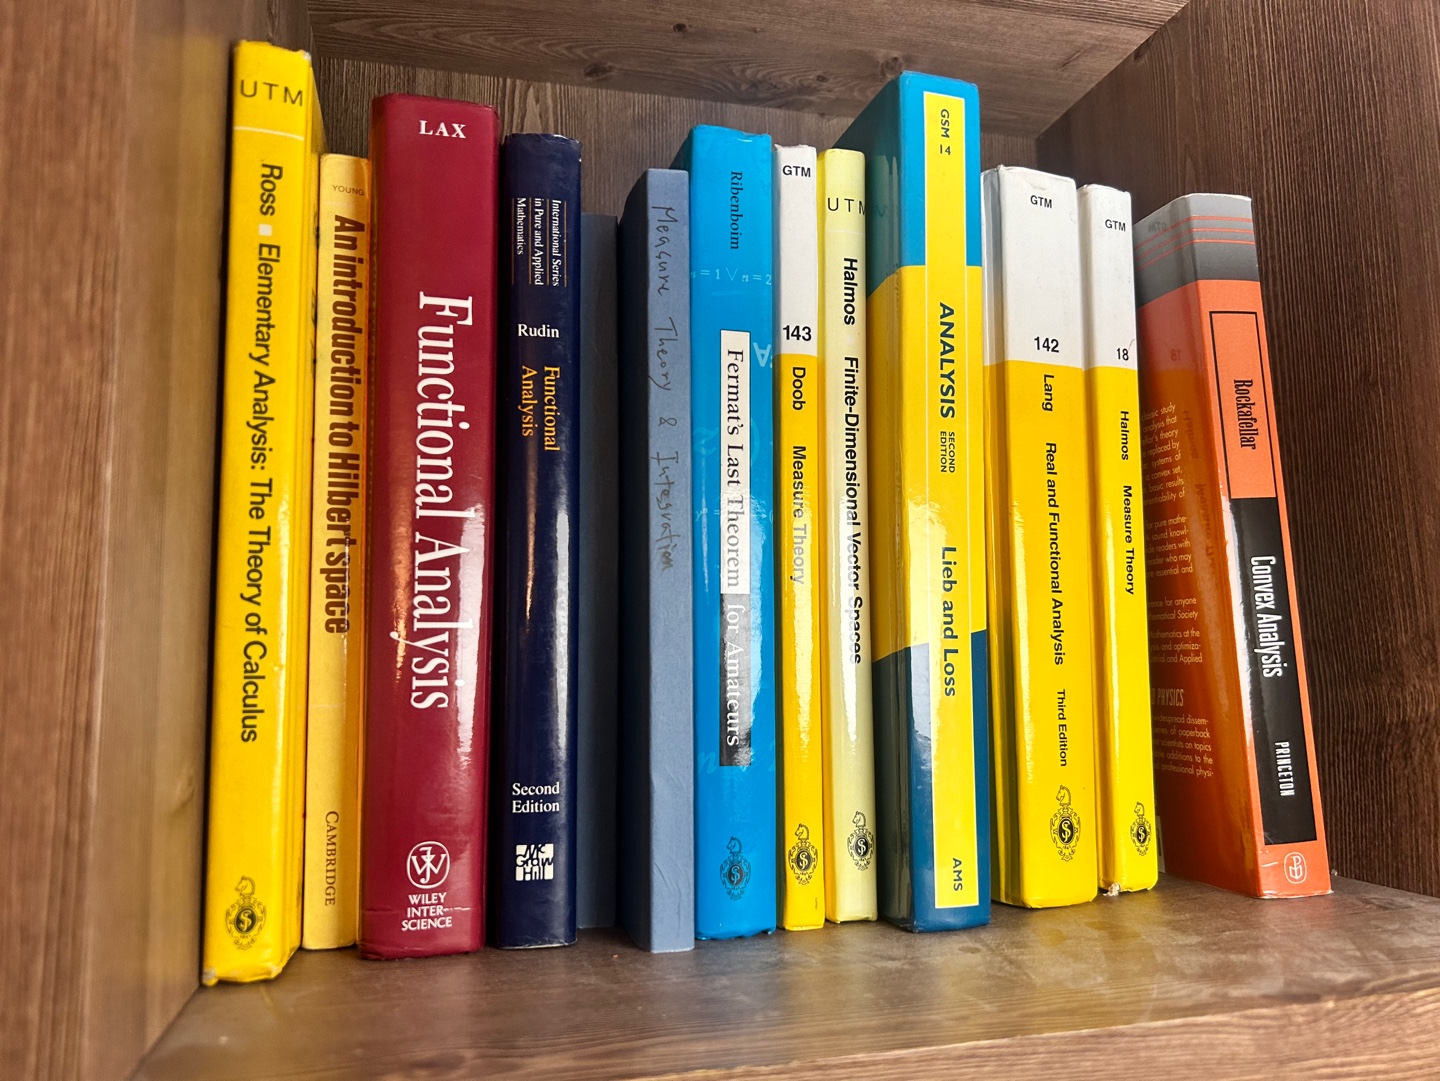 UTM
Ross Elementary Analysis: The Theory of Calculus
YOUNG
An introduction to Hilbert space
CAMBRIDGE
LAX
Functional Analysis
WILEY
INTER-
SCIENCE
International Series
in Pure and Applied
Mathematics
Rudin
Functional
Analysis
Second
Edition
Mc
Graw
Hill
Measure Theory & Integration
Ribenboim
Fermat's Last Theorem for Amateurs
GTM
143
Doob Measure Theory
UTM
Halmos Finite-Dimensional Vector Spaces
GSM
14
ANALYSIS SECOND
EDITION
Lieb and Loss
AMS
GTM
142
Lang Real and Functional Analysis Third Edition
GTM
18
Halmos Measure Theory
Rockafellar
Convex Analysis
PRINCETON
PHYSICS